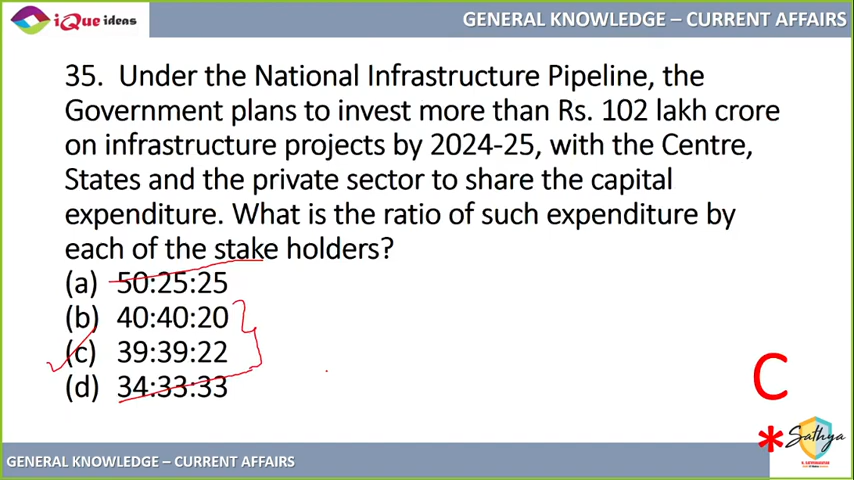 iQue ideas
GENERAL KNOWLEDGE – CURRENT AFFAIRS
35. Under the National Infrastructure Pipeline, the
Government plans to invest more than Rs. 102 lakh crore
on infrastructure projects by 2024-25, with the Centre,
States and the private sector to share the capital
expenditure. What is the ratio of such expenditure by
each of the stake holders?
(a) 50:25:25
(b) 40:40:20
(c) 39:39:22
(d) 34:33:33
C
* Sathya
GENERAL KNOWLEDGE – CURRENT AFFAIRS